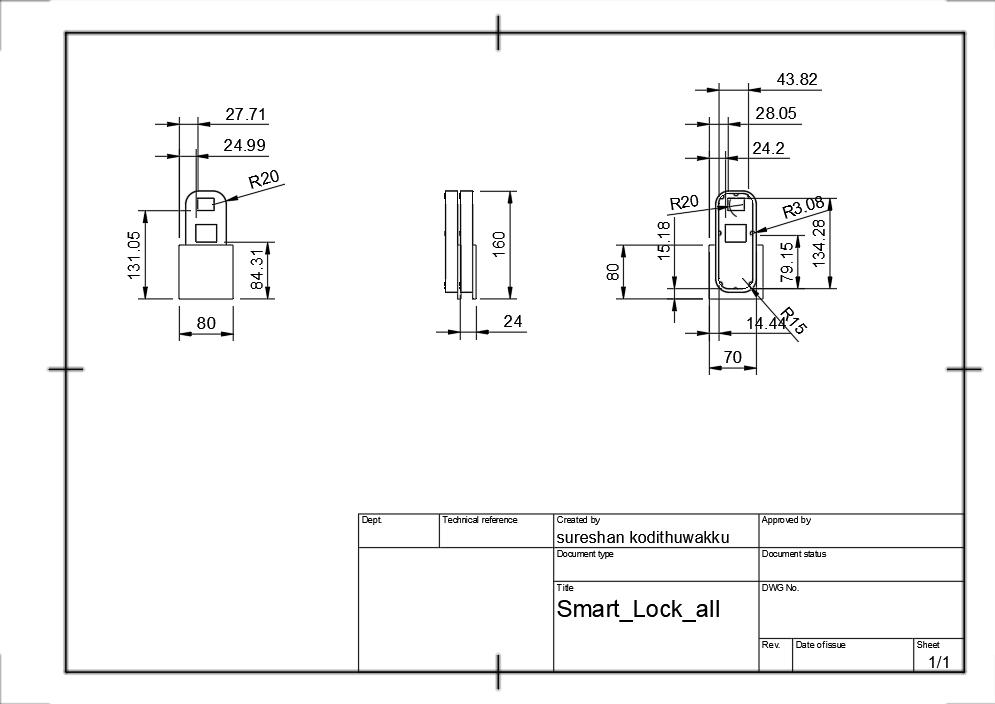 27.71
24.99
R20
131.05
84.31
80
160
24
43.82
28.05
24.2
R20
R3.08
15.18
80
79.15
134.28
14.44
R15
70
Dept.
Technical reference
Created by
sureshan kodithuwakku
Approved by
Document type
Document status
Title
Smart_Lock_all
DWG No.
Rev.
Date of issue
Sheet
1/1